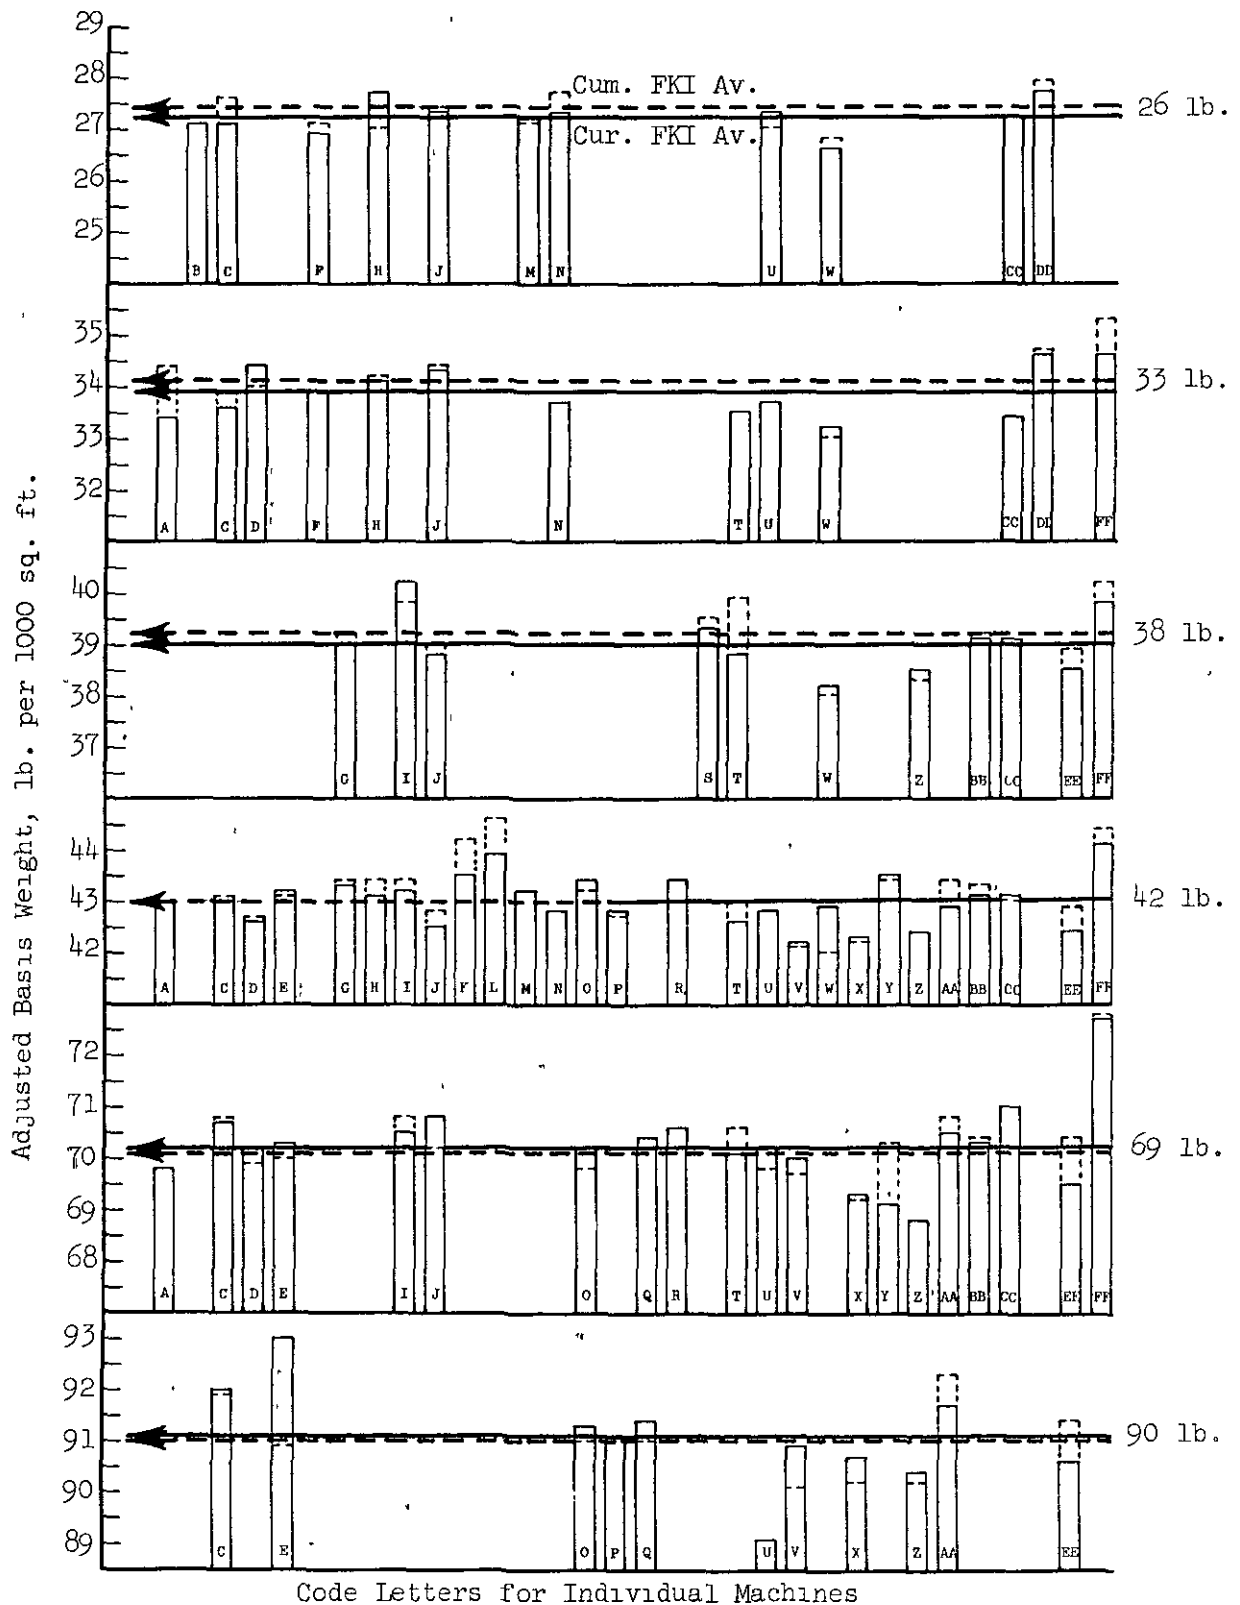 Adjusted Basis Weight, lb. per 1000 sq. ft.
29
28
27
26
25
Cum. FKI Av.
Cur. FKI Av.
26 lb.
B C F H J M N U W CC DD
35
34
33
32
33 lb.
A C D F H J N T U W CC DD FF
40
39
38
37
38 lb.
G I J S T W Z BB CC EE FF
44
43
42
42 lb.
A C D E G H I J F L M N O P R T U V W X Y Z AA BB CC EE FF
72
71
70
69
68
69 lb.
A C D E I J O Q R T U V X Y Z AA BB CC EE FF
93
92
91
90
89
90 lb.
C E O P Q U V X Z AA EE
Code Letters for Individual Machines